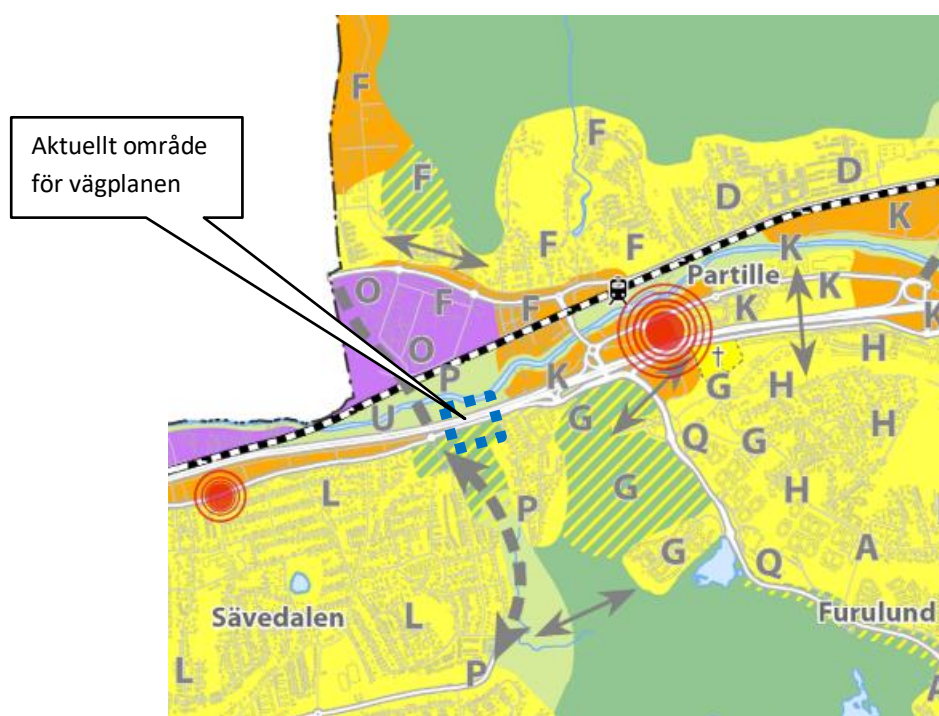 Aktuellt område
för vägplanen
F
F
F
D
D
F
F
K
K
Partille
O
F
F
K
K
K
O
P
K
H
H
G
H
U
G
H
Q
G
L
G
H
P
G
Q
A
Sävedalen
L
Furulund
L
P
A